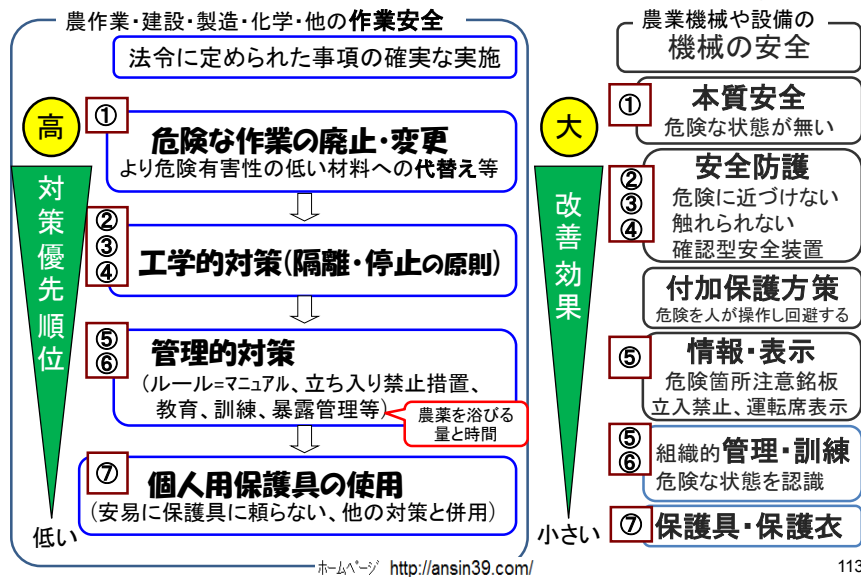 農作業・建設・製造・化学・他の作業安全
法令に定められた事項の確実な実施
高
対策優先順位
低い
①
危険な作業の廃止・変更
より危険有害性の低い材料への代替え等
②
③
④
工学的対策(隔離・停止の原則)
⑤
⑥
管理的対策
(ルール=マニュアル、立ち入り禁止措置、
教育、訓練、暴露管理等)
農薬を浴びる
量と時間
⑦
個人用保護具の使用
(安易に保護具に頼らない、他の対策と併用)
農業機械や設備の
機械の安全
大
改善効果
小さい
①
本質安全
危険な状態が無い
②
③
④
安全防護
危険に近づけない
触れられない
確認型安全装置
付加保護方策
危険を人が操作し回避する
⑤
情報・表示
危険箇所注意銘板
立入禁止、運転席表示
⑤
⑥
組織的管理・訓練
危険な状態を認識
⑦
保護具・保護衣
ホームページ http://ansin39.com/
113